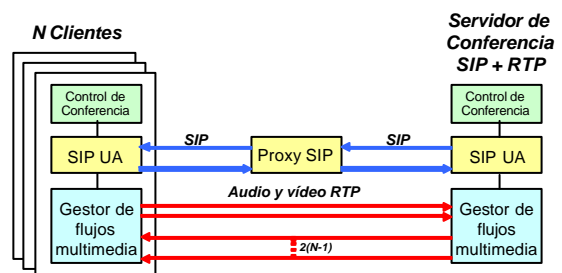 N Clientes
Servidor de
Conferencia
SIP + RTP
Control de
Conferencia
Control de
Conferencia
SIP UA
SIP
Proxy SIP
SIP
SIP UA
Audio y vídeo RTP
Gestor de
flujos
multimedia
2(N-1)
Gestor de
flujos
multimedia